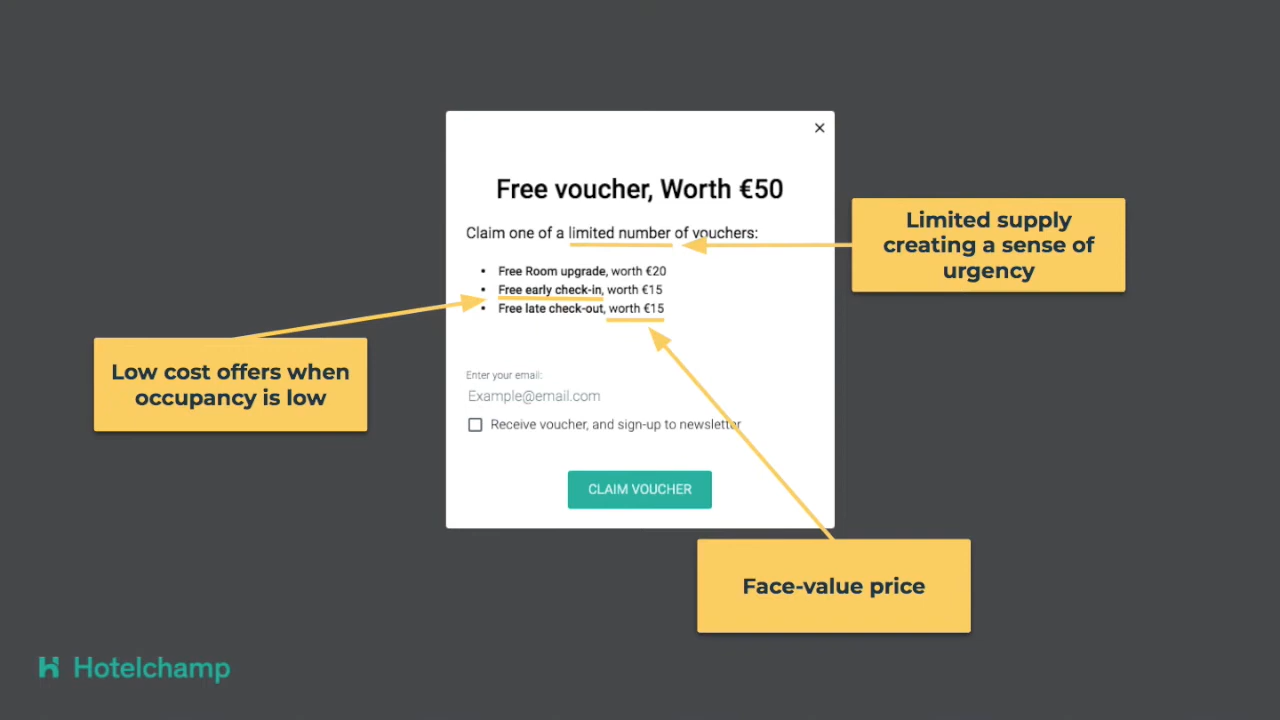 Free voucher, Worth €50
Claim one of a limited number of vouchers:
• Free Room upgrade, worth €20
• Free early check-in, worth €15
• Free late check-out, worth €15
Enter your email:
Example@email.com
Receive voucher, and sign-up to newsletter
CLAIM VOUCHER
Limited supply
creating a sense of
urgency
Low cost offers when
occupancy is low
Face-value price
Hotelchamp